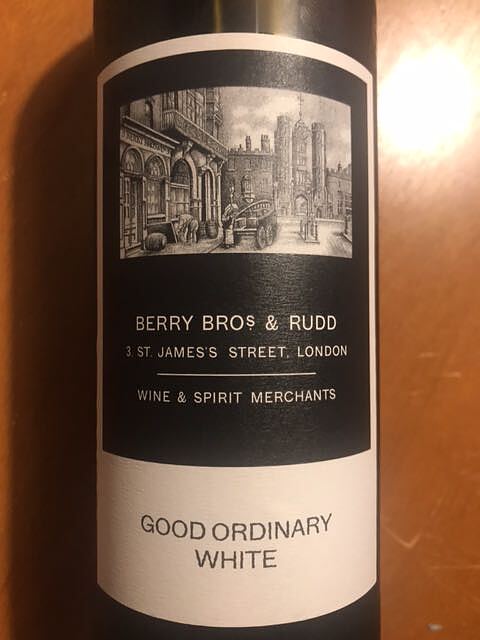 BERRY BROS & RUDD
3. ST. JAMES'S STREET, LONDON
WINE & SPIRIT MERCHANTS
GOOD ORDINARY
WHITE